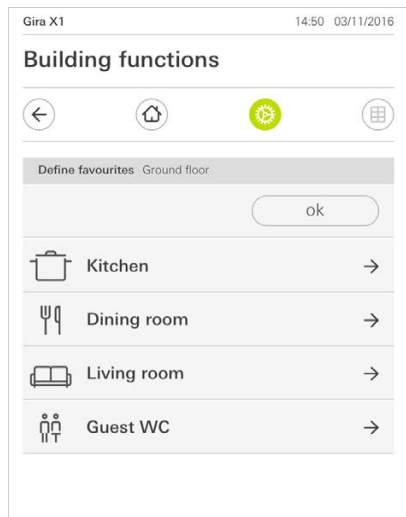 Gira X1 14:50 03/11/2016
Building functions
Define favourites Ground floor
ok
Kitchen
Dining room
Living room
Guest WC